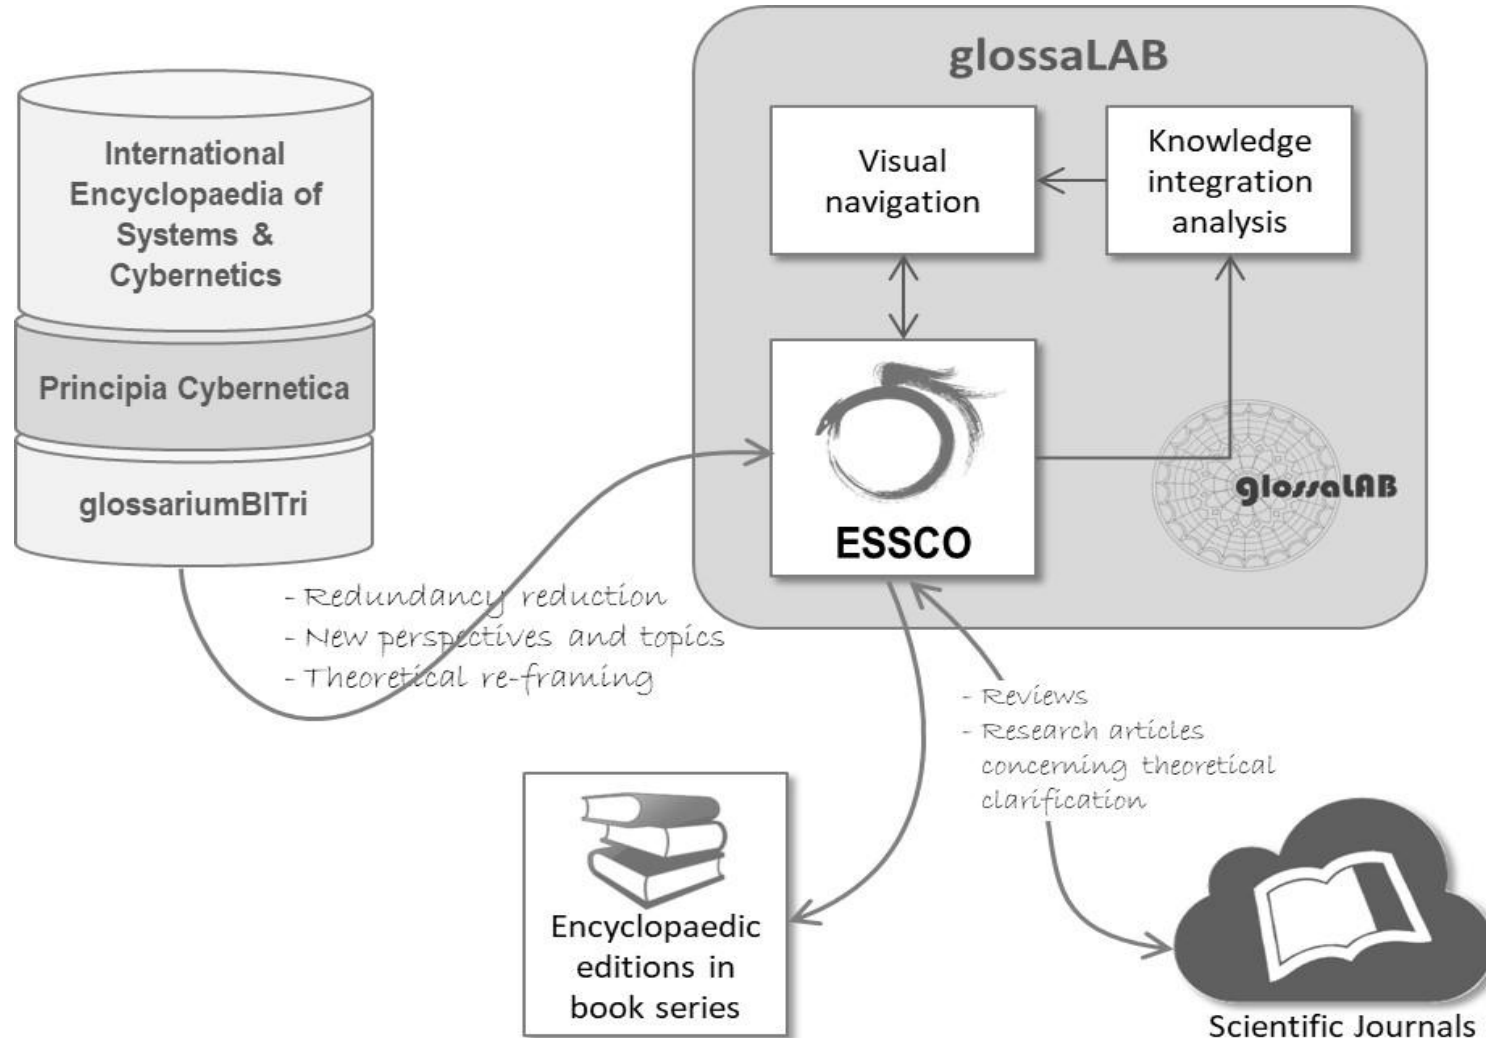 International
Encyclopaedia of
Systems &
Cybernetics
Principia Cybernetica
glossariumBITri
glossaLAB
Visual
navigation
Knowledge
integration
analysis
ESSCO
glossaLAB
- Redundancy reduction
- New perspectives and topics
- Theoretical re-framing
- Reviews
- Research articles
concerning theoretical
clarification
Encyclopaedic
editions in
book series
Scientific Journals